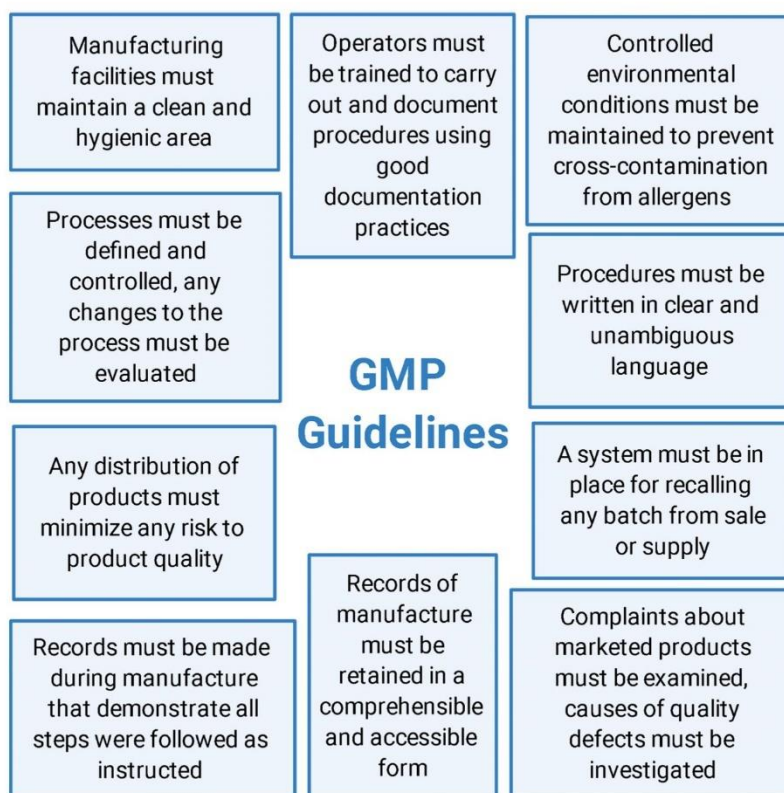 Manufacturing
facilities must
maintain a clean and
hygienic area
Operators must
be trained to carry
out and document
procedures using
good
documentation
practices
Controlled
environmental
conditions must be
maintained to prevent
cross-contamination
from allergens
Processes must be
defined and
controlled, any
changes to the
process must be
evaluated
Procedures must be
written in clear and
unambiguous
language
GMP
Guidelines
Any distribution of
products must
minimize any risk to
product quality
A system must be in
place for recalling
any batch from sale
or supply
Records must be made
during manufacture
that demonstrate all
steps were followed as
instructed
Records of
manufacture
must be
retained in a
comprehensible
and accessible
form
Complaints about
marketed products
must be examined,
causes of quality
defects must be
investigated